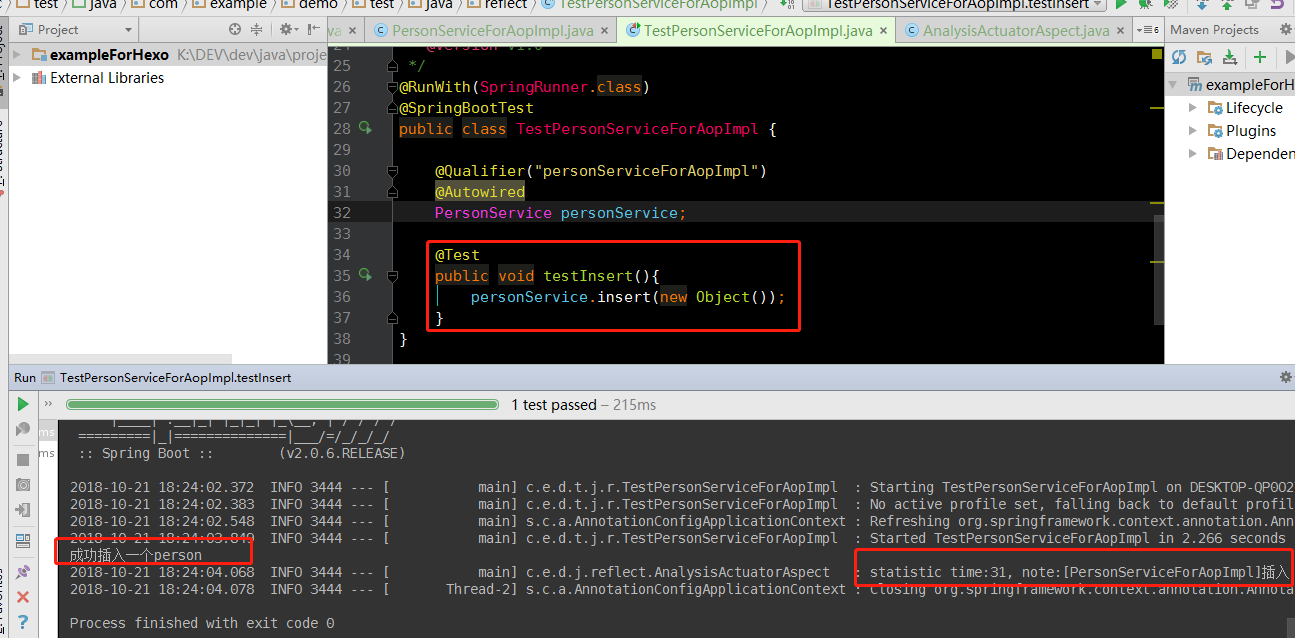 test java com example demo test java reflect TestPersonServiceForAopImpl TestPersonServiceForAopImpl.testInsert
Project
va × PersonServiceForAopImpl.java × TestPersonServiceForAopImpl.java × AnalysisActuatorAspect.java × 6
Maven Projects
exampleForHexo K:\DEV\dev\java\proje
External Libraries
exampleForH
Lifecycle
Plugins
Depender
25 */
26 @RunWith(SpringRunner.class)
27 @SpringBootTest
28 public class TestPersonServiceForAopImpl {
29
30 @Qualifier("personServiceForAopImpl")
31 @Autowired
32 PersonService personService;
33
34 @Test
35 public void testInsert(){
36 personService.insert(new Object());
37 }
38 }
39
Run TestPersonServiceForAopImpl.testInsert
1 test passed – 215ms
ms
ms
=========|_|==============|___/=/_/_/_/
:: Spring Boot :: (v2.0.6.RELEASE)
2018-10-21 18:24:02.372 INFO 3444 --- [ main] c.e.d.t.j.r.TestPersonServiceForAopImpl : Starting TestPersonServiceForAopImpl on DESKTOP-QP0O2
2018-10-21 18:24:02.383 INFO 3444 --- [ main] c.e.d.t.j.r.TestPersonServiceForAopImpl : No active profile set, falling back to default profil
2018-10-21 18:24:02.548 INFO 3444 --- [ main] s.c.a.AnnotationConfigApplicationContext : Refreshing org.springframework.context.annotation.Ann
2018-10-21 18:24:03.849 INFO 3444 --- [ main] c.e.d.t.j.r.TestPersonServiceForAopImpl : Started TestPersonServiceForAopImpl in 2.266 seconds
成功插入一个person
2018-10-21 18:24:04.068 INFO 3444 --- [ main] c.e.d.j.reflect.AnalysisActuatorAspect : statistic time:31, note:[PersonServiceForAopImpl]插入
2018-10-21 18:24:04.078 INFO 3444 --- [ Thread-2] s.c.a.AnnotationConfigApplicationContext : Closing org.springframework.context.annotation.Annota
Process finished with exit code 0